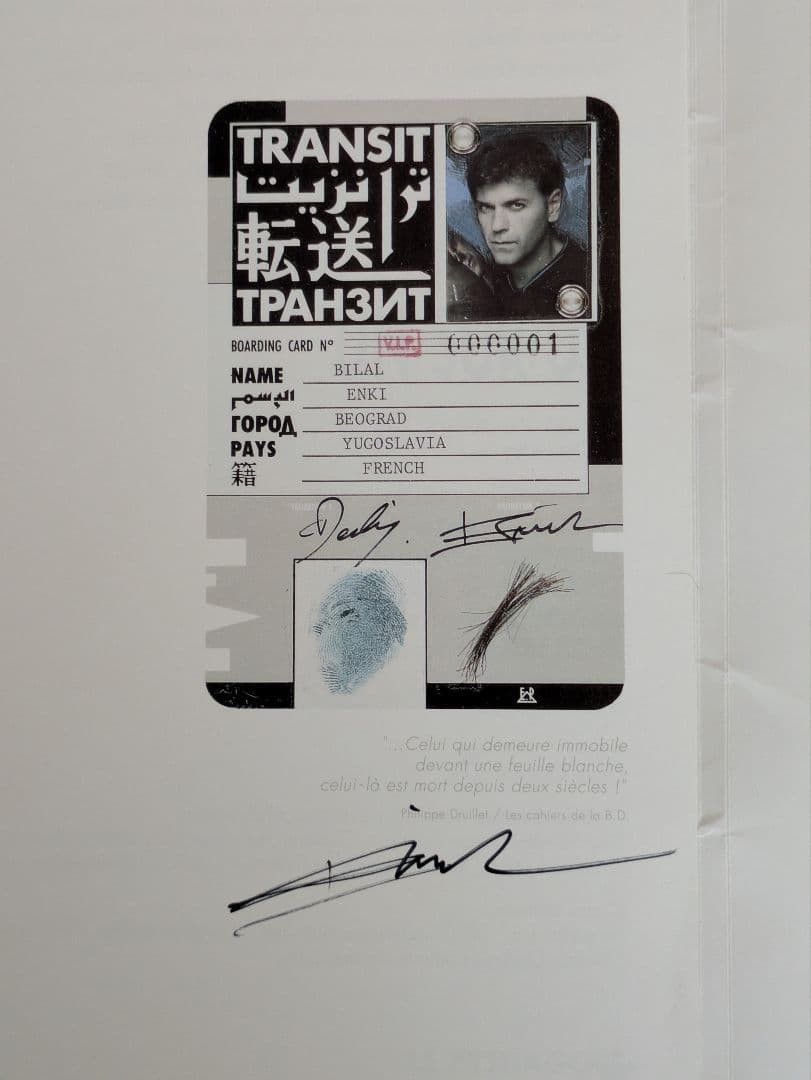 TRANSIT
ترانزيت
転送
ТРАНЗИТ
BOARDING CARD N° V.I.P. 000001
NAME BILAL
الإسم ENKI
ГОРОД BEOGRAD
PAYS YUGOSLAVIA
籍 FRENCH
"...Celui qui demeure immobile
devant une feuille blanche,
celui-là est mort depuis deux siècles !"
Philippe Druillet / Les cahiers de la B.D.